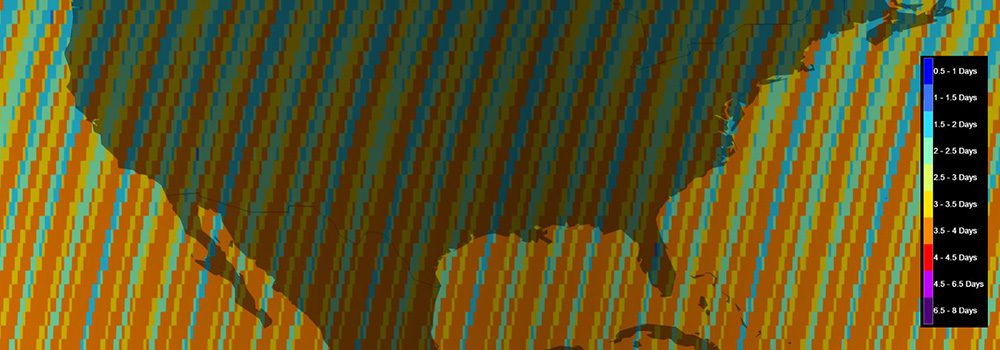 0.5 - 1 Days
1 - 1.5 Days
1.5 - 2 Days
2 - 2.5 Days
2.5 - 3 Days
3 - 3.5 Days
3.5 - 4 Days
4 - 4.5 Days
4.5 - 6.5 Days
6.5 - 8 Days